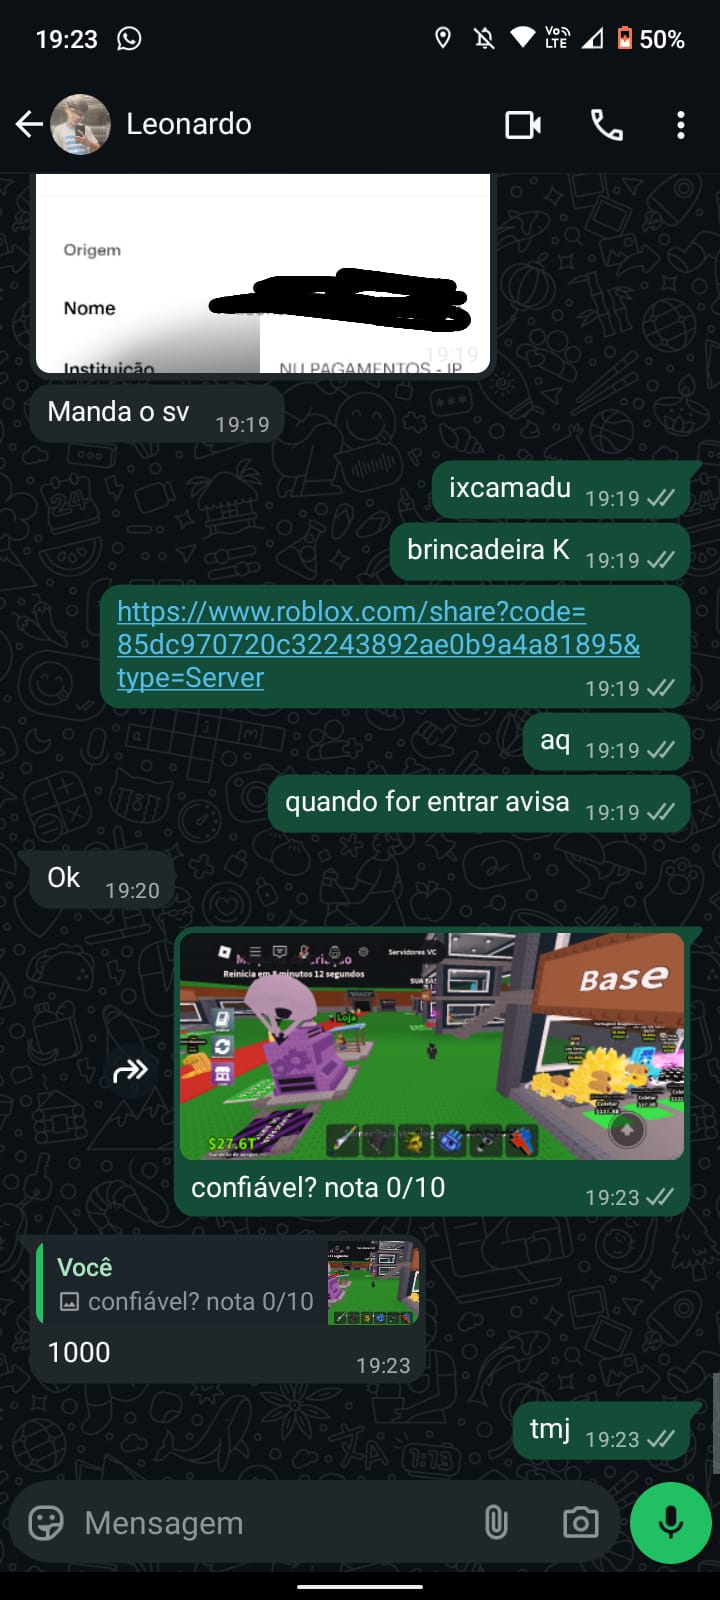 19:23
VoLTE
50%
Leonardo
Origem
Nome
Instituição
NU PAGAMENTOS - IP
19:19
Manda o sv
19:19
ixcamadu
19:19
brincadeira K
19:19
https://www.roblox.com/share?code=
85dc970720c32243892ae0b9a4a81895&
type=Server
19:19
aq
19:19
quando for entrar avisa
19:19
Ok
19:20
Servidores VC
Reinicia em 8 minutos 12 segundos
Loja
Base
$27.6T
confiável? nota 0/10
19:23
Você
confiável? nota 0/10
1000
19:23
tmj
19:23
Mensagem